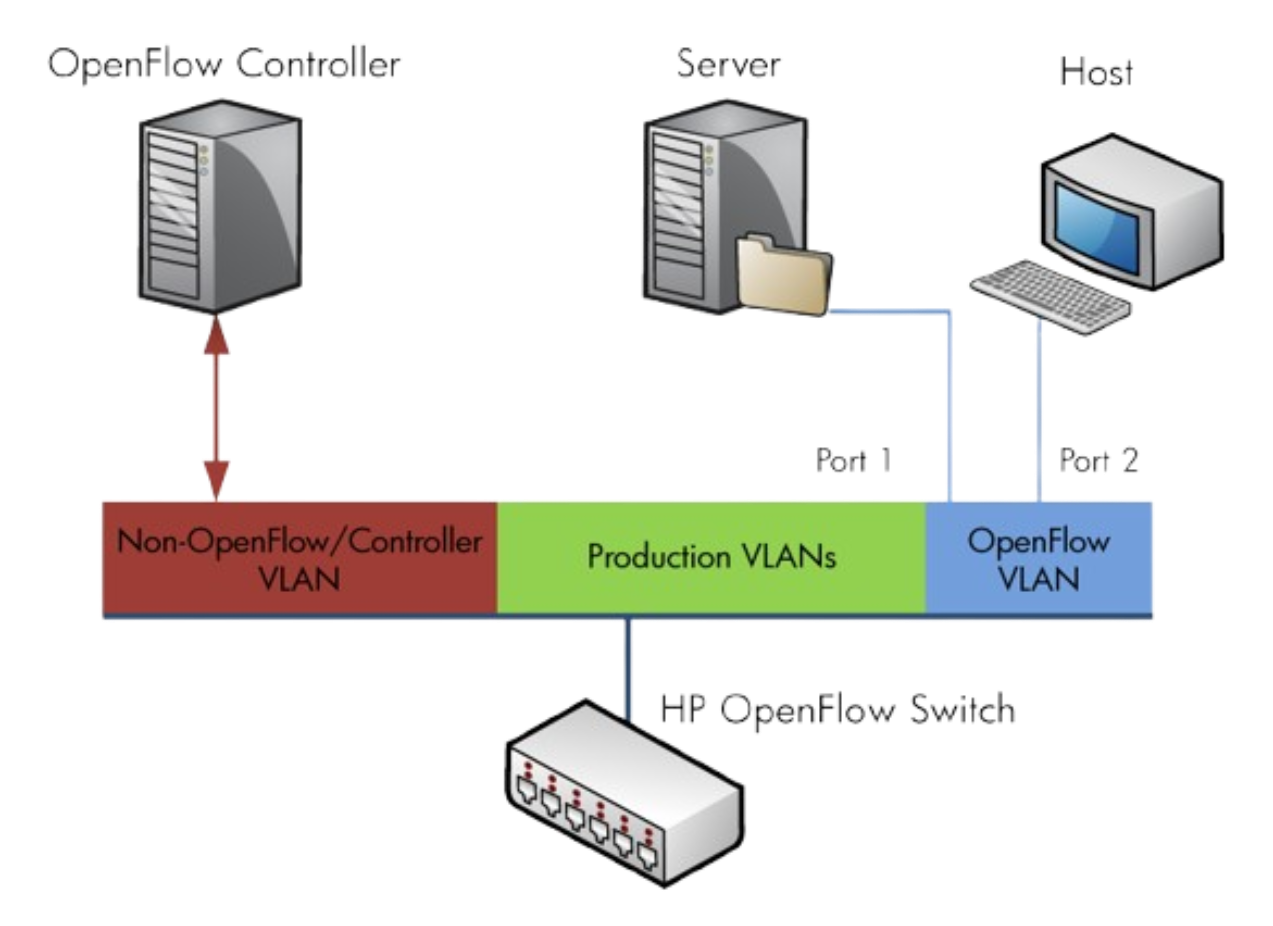 OpenFlow Controller
Server
Host
Port 1
Port 2
Non-OpenFlow/Controller
VLAN
Production VLANs
OpenFlow
VLAN
HP OpenFlow Switch